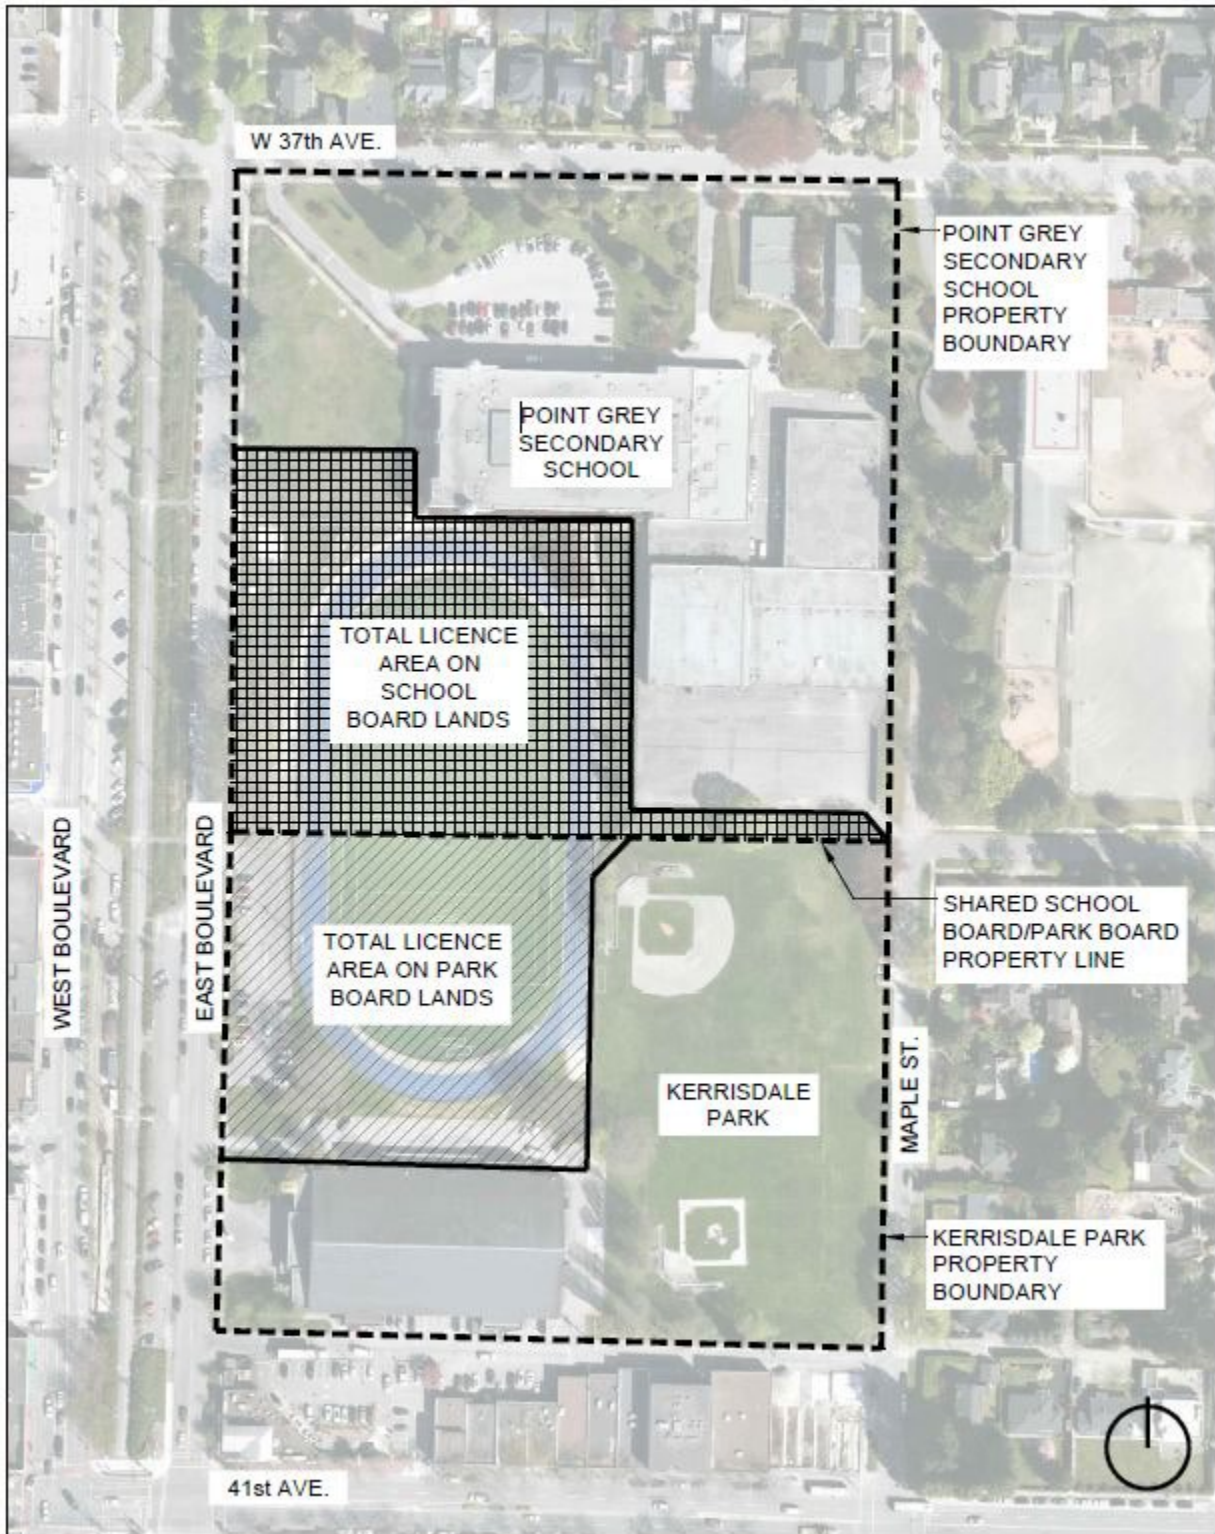 W 37th AVE.
POINT GREY
SECONDARY
SCHOOL
PROPERTY
BOUNDARY
POINT GREY
SECONDARY
SCHOOL
TOTAL LICENCE
AREA ON
SCHOOL
BOARD LANDS
WEST BOULEVARD
EAST BOULEVARD
SHARED SCHOOL
BOARD/PARK BOARD
PROPERTY LINE
TOTAL LICENCE
AREA ON PARK
BOARD LANDS
MAPLE ST.
KERRISDALE
PARK
KERRISDALE PARK
PROPERTY
BOUNDARY
41st AVE.